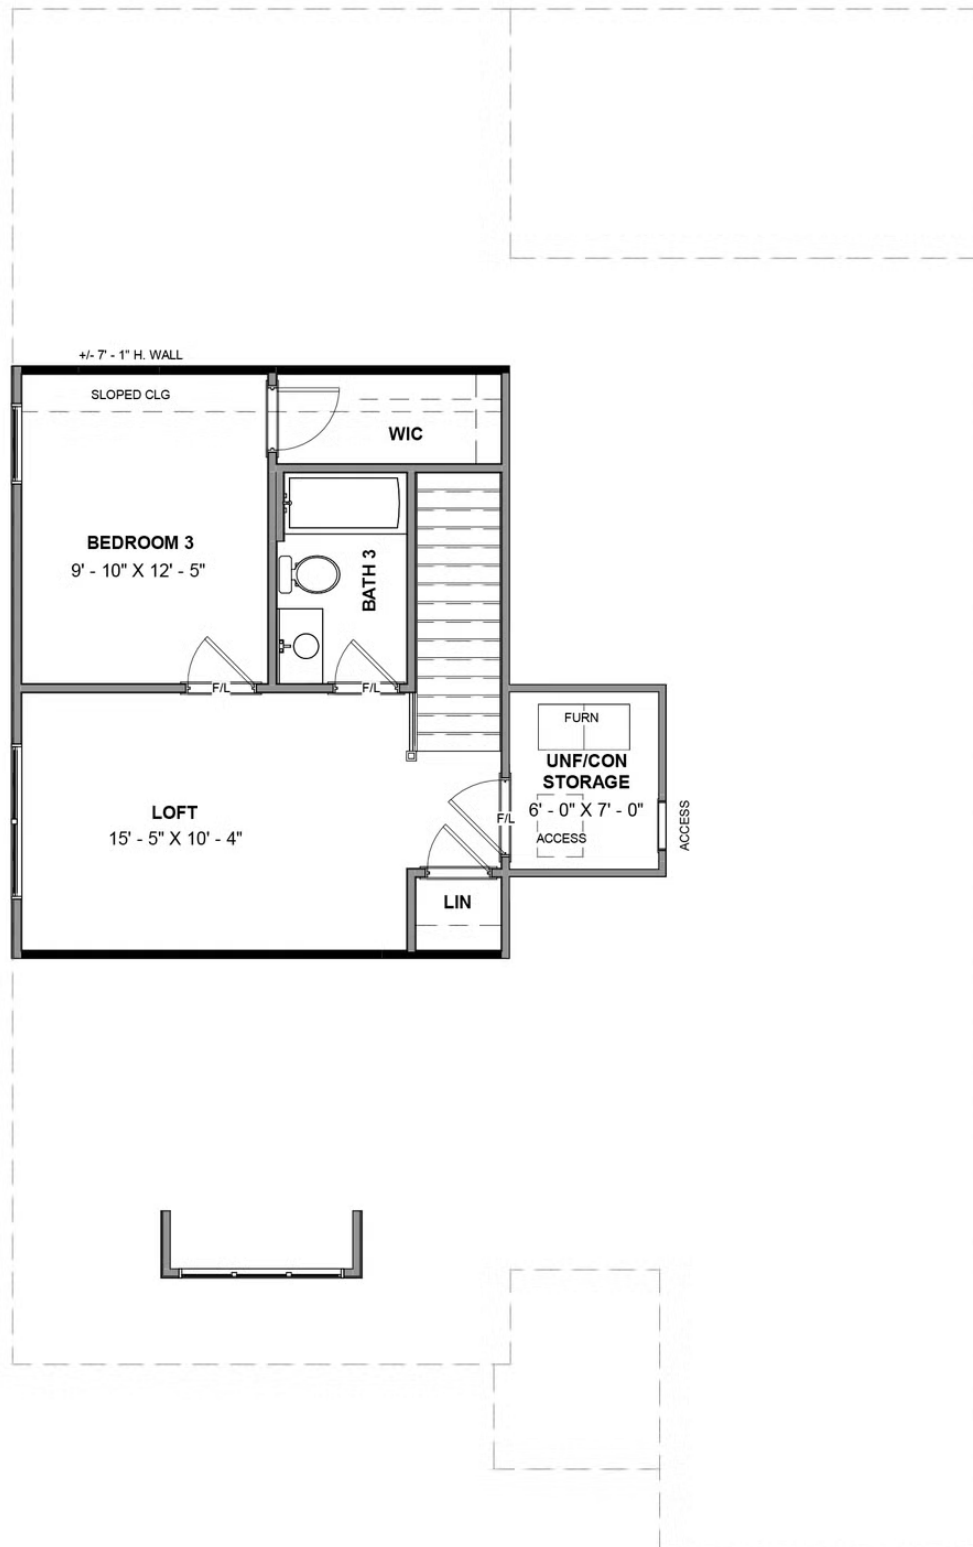 +/- 7' - 1" H. WALL
SLOPED CLG
WIC
BEDROOM 3
9' - 10" X 12' - 5"
BATH 3
F/L
F/L
FURN
UNF/CON
STORAGE
6' - 0" X 7' - 0"
F/L
ACCESS
ACCESS
LOFT
15' - 5" X 10' - 4"
LIN